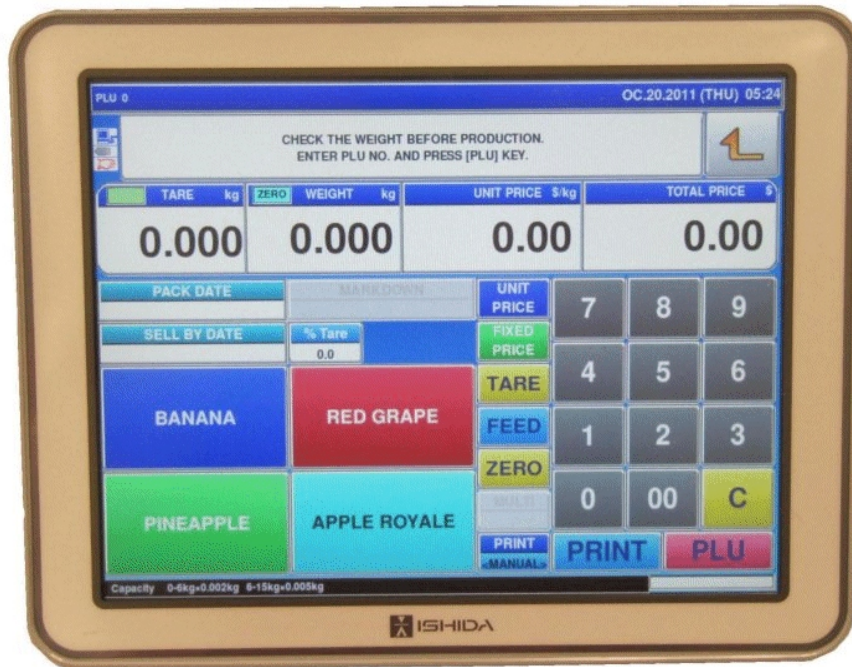 PLU 0 OC.20.2011 (THU) 05:24
CHECK THE WEIGHT BEFORE PRODUCTION.
ENTER PLU NO. AND PRESS [PLU] KEY.
TARE kg ZERO WEIGHT kg UNIT PRICE $/kg TOTAL PRICE $
0.000 0.000 0.00 0.00
PACK DATE MARKDOWN UNIT PRICE 7 8 9
SELL BY DATE % Tare FIXED PRICE
0.0
BANANA RED GRAPE TARE 4 5 6
FEED 1 2 3
ZERO
PINEAPPLE APPLE ROYALE MULTI 0 00 C
PRINT <MANUAL> PRINT PLU
Capacity 0-6kg×0.002kg 6-15kg×0.005kg
ISHIDA